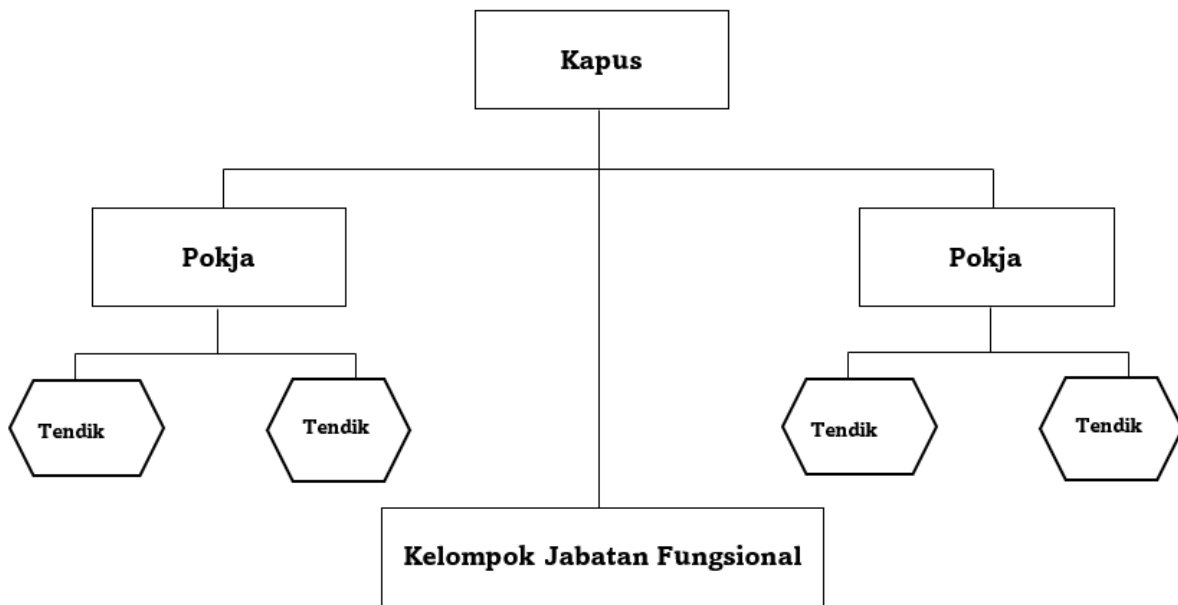 Kapus
Pokja
Pokja
Tendik
Tendik
Tendik
Tendik
Kelompok Jabatan Fungsional